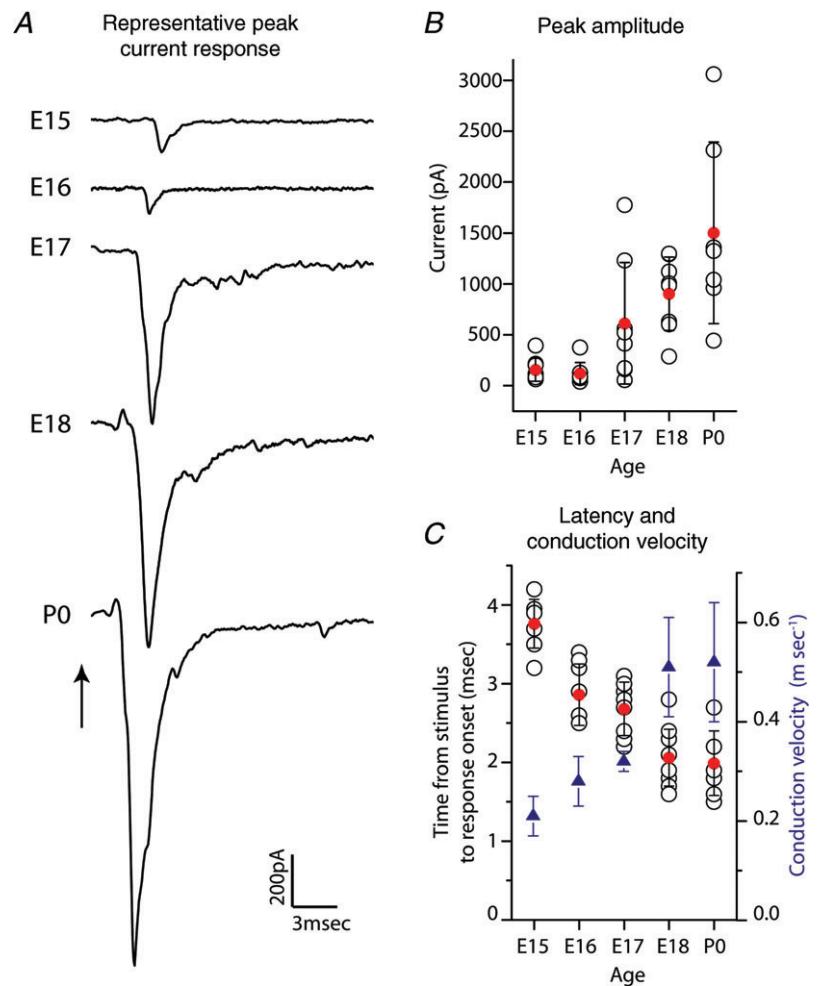 A
Representative peak
current response
E15
E16
E17
E18
P0
200pA
3msec
B
Peak amplitude
Current (pA)
3000
2500
2000
1500
1000
500
0
E15 E16 E17 E18 P0
Age
C
Latency and
conduction velocity
Time from stimulus
to response onset (msec)
4
3
2
1
0
Conduction velocity (m sec⁻¹)
0.6
0.4
0.2
0.0
E15 E16 E17 E18 P0
Age